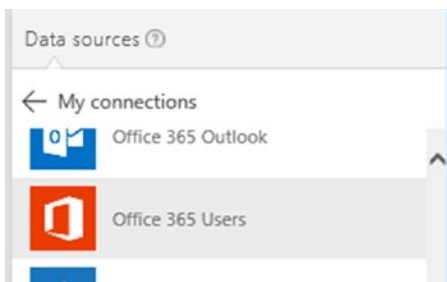 Data sources ?
← My connections
Office 365 Outlook
Office 365 Users